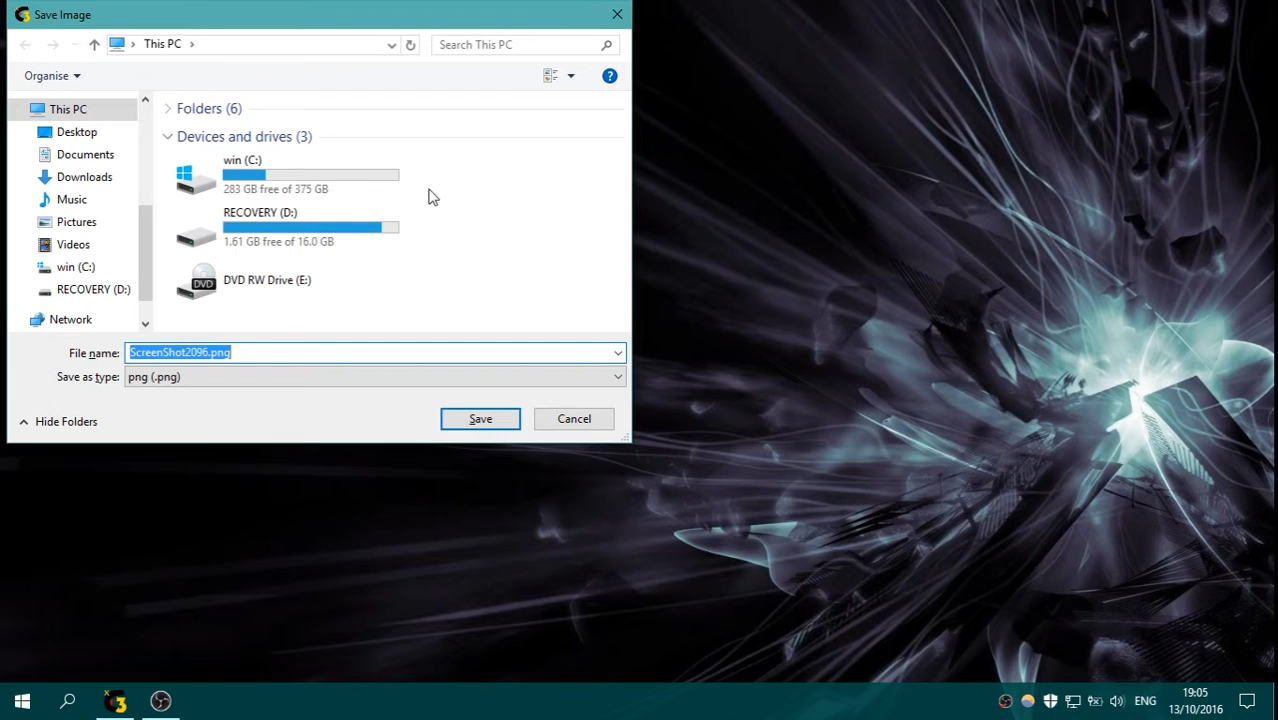 Save Image
This PC
Search This PC
Organise
This PC
Desktop
Documents
Downloads
Music
Pictures
Videos
win (C:)
RECOVERY (D:)
Network
Folders (6)
Devices and drives (3)
win (C:)
283 GB free of 375 GB
RECOVERY (D:)
1.61 GB free of 16.0 GB
DVD
DVD RW Drive (E:)
File name: ScreenShot2096.png
Save as type: png (.png)
Hide Folders
Save
Cancel
ENG
19:05
13/10/2016